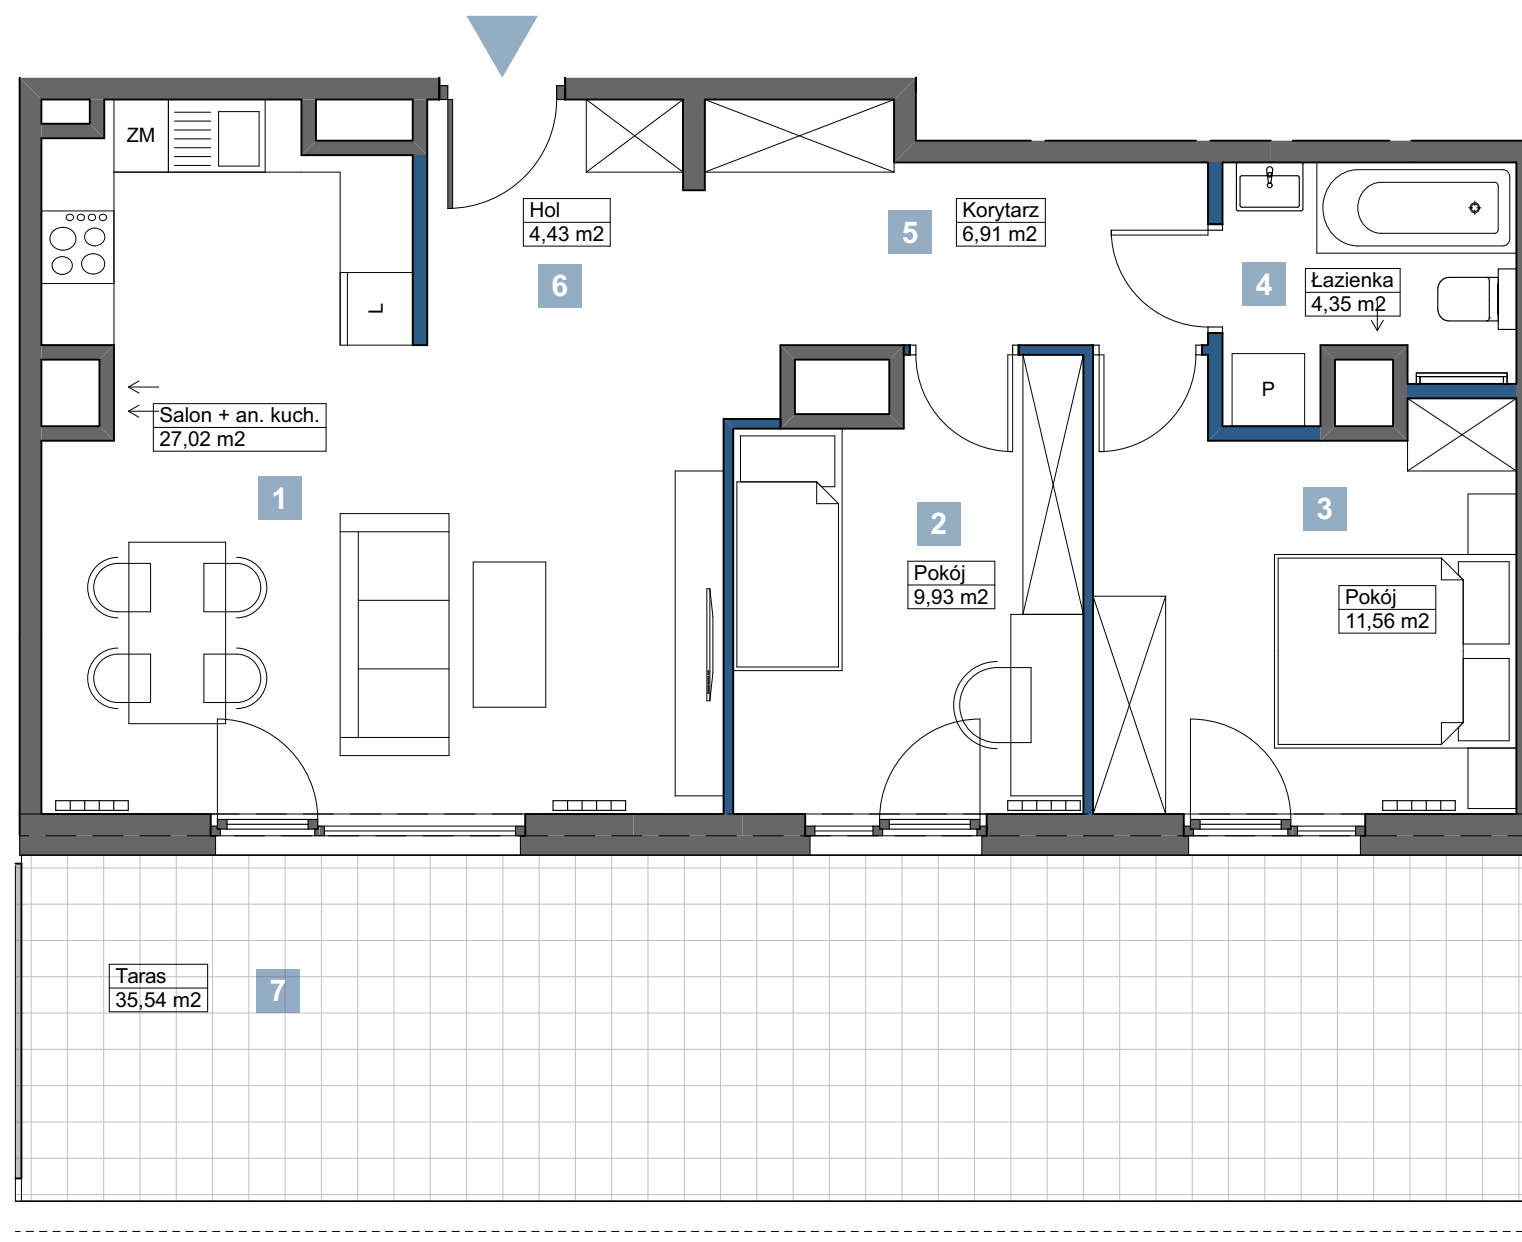 ZM
Hol
4,43 m2
6
5
Korytarz
6,91 m2
4
Łazienka
4,35 m2
L
P
Salon + an. kuch.
27,02 m2
1
2
Pokój
9,93 m2
3
Pokój
11,56 m2
Taras
35,54 m2
7